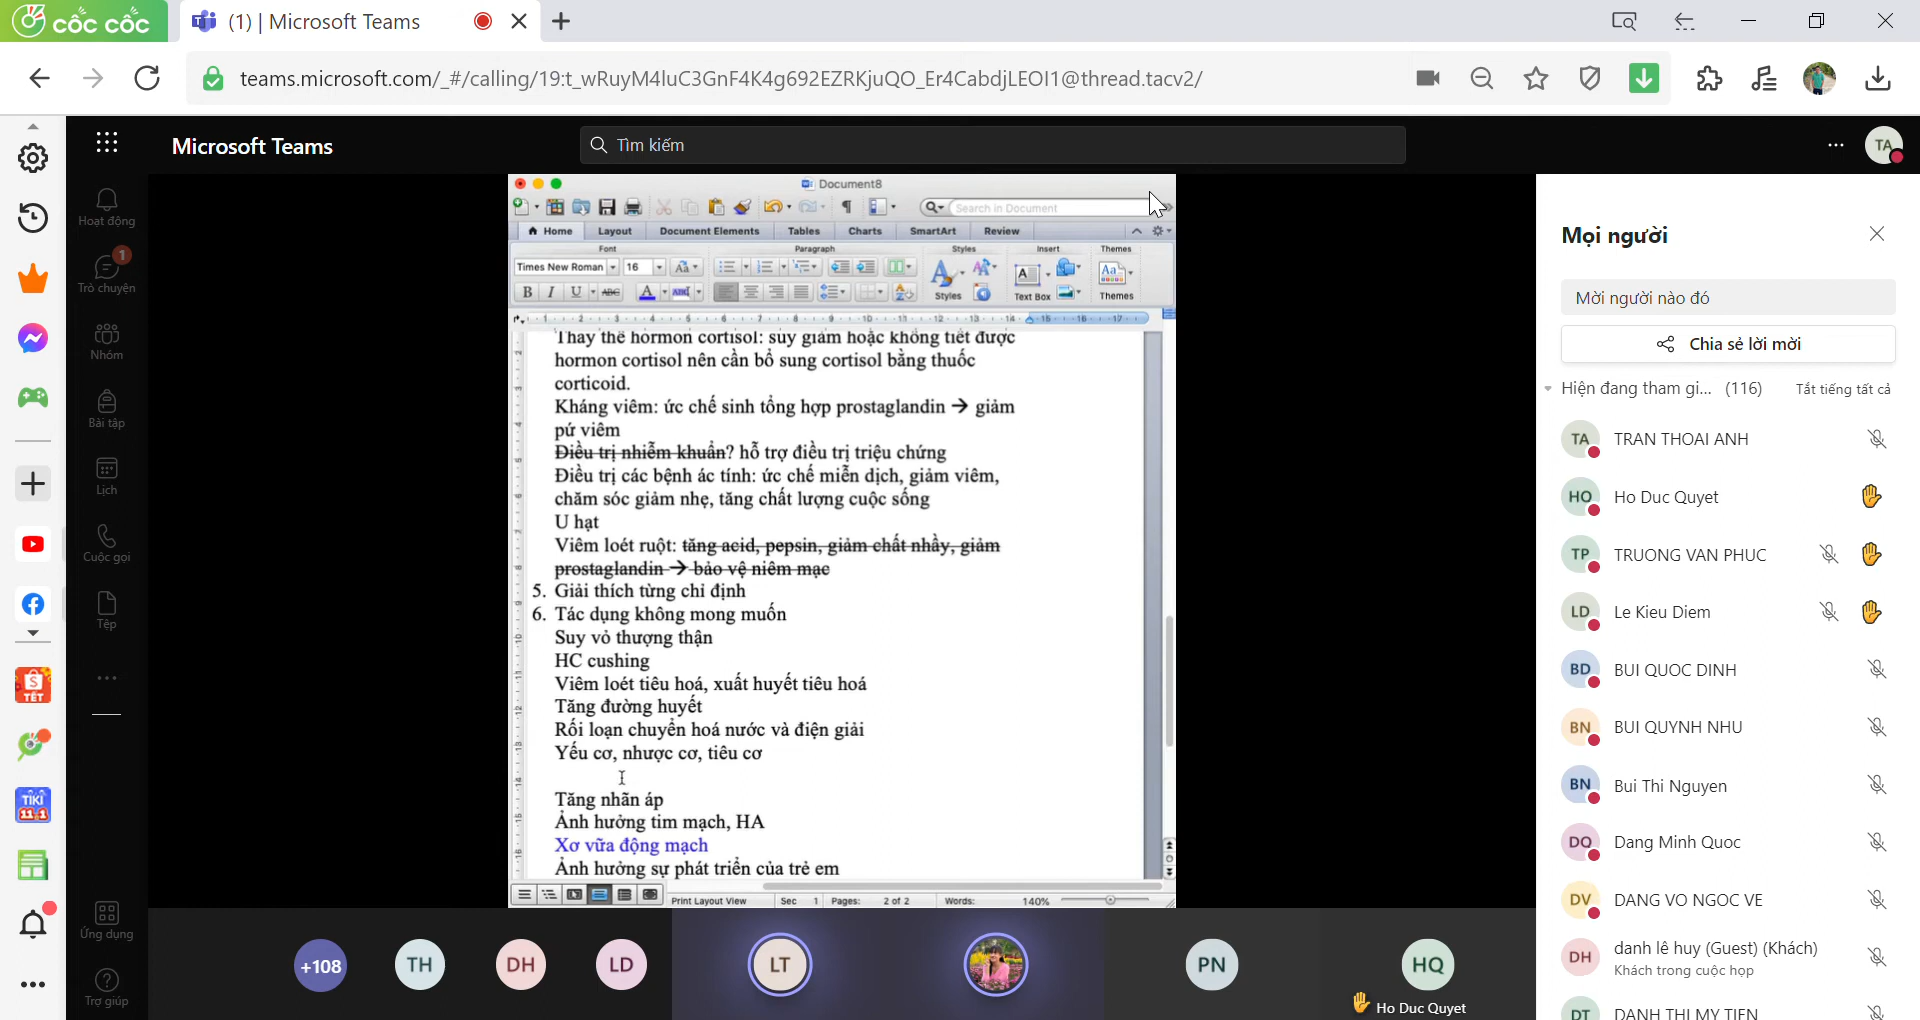 cốc cốc
(1) | Microsoft Teams
teams.microsoft.com/_#/calling/19:t_wRuyM4luC3GnF4K4g692EZRKjuQO_Er4CabdjLEOI1@thread.tacv2/
Microsoft Teams
Tìm kiếm
TA
Hoạt động
1
Trò chuyện
Nhóm
Bài tập
Lịch
Cuộc gọi
Tệp
Ứng dụng
Trợ giúp
TẾT
TIKI
11.1
Document8
Search in Document
Home Layout Document Elements Tables Charts SmartArt Review
Font Paragraph Styles Insert Themes
Times New Roman 16
Styles Text Box Themes
Thay thế hormon cortisol: suy giảm hoặc không tiết được
hormon cortisol nên cần bổ sung cortisol bằng thuốc
corticoid.
Kháng viêm: ức chế sinh tổng hợp prostaglandin → giảm
pứ viêm
Điều trị nhiễm khuẩn? hỗ trợ điều trị triệu chứng
Điều trị các bệnh ác tính: ức chế miễn dịch, giảm viêm,
chăm sóc giảm nhẹ, tăng chất lượng cuộc sống
U hạt
Viêm loét ruột: tăng acid, pepsin, giảm chất nhầy, giảm
prostaglandin → bảo vệ niêm mạc
5. Giải thích từng chỉ định
6. Tác dụng không mong muốn
Suy vỏ thượng thận
HC cushing
Viêm loét tiêu hoá, xuất huyết tiêu hoá
Tăng đường huyết
Rối loạn chuyển hoá nước và điện giải
Yếu cơ, nhược cơ, tiêu cơ
Tăng nhãn áp
Ảnh hưởng tim mạch, HA
Xơ vữa động mạch
Ảnh hưởng sự phát triển của trẻ em
Print Layout View Sec 1 Pages: 2 of 2 Words: 140%
+108 TH DH LD LT PN HQ
Ho Duc Quyet
Mọi người
Mời người nào đó
Chia sẻ lời mời
Hiện đang tham gi... (116) Tắt tiếng tất cả
TA TRAN THOAI ANH
HQ Ho Duc Quyet
TP TRUONG VAN PHUC
LD Le Kieu Diem
BD BUI QUOC DINH
BN BUI QUYNH NHU
BN Bui Thi Nguyen
DQ Dang Minh Quoc
DV DANG VO NGOC VE
DH danh lê huy (Guest) (Khách)
Khách trong cuộc họp
DT DANH THI MY TIEN